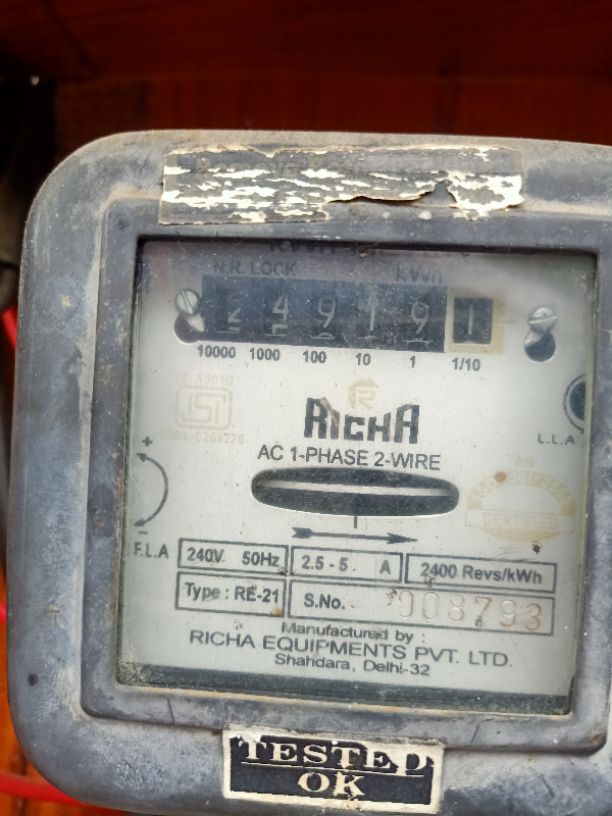 N.R. LOCK KWH
2 4 9 1 9 1
10000 1000 100 10 1 1/10
ISI
RICHA
AC 1-PHASE 2-WIRE
L.L.A
+
-
F.L.A
240V 50Hz 2.5 - 5 A 2400 Revs/kWh
Type : RE-21 S.No. 008793
Manufactured by :
RICHA EQUIPMENTS PVT. LTD.
Shahdara, Delhi-32
TESTED
OK